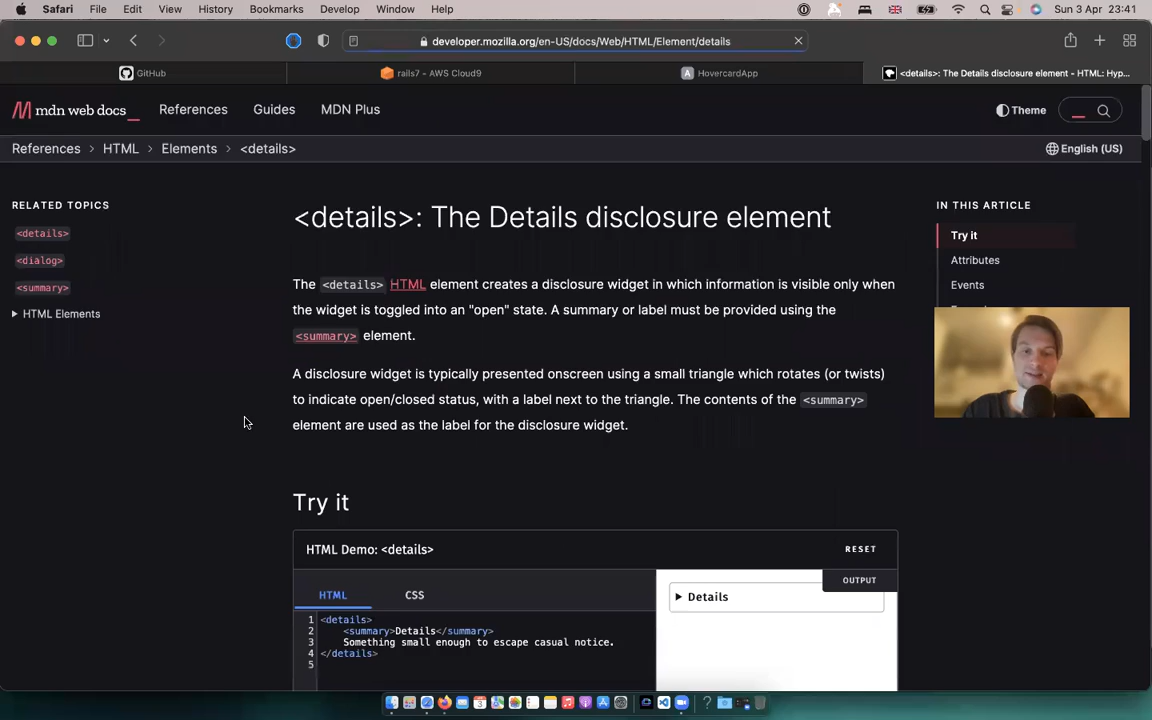 Safari File Edit View History Bookmarks Develop Window Help Sun 3 Apr 23:41
developer.mozilla.org/en-US/docs/Web/HTML/Element/details
GitHub rails7 - AWS Cloud9 HovercardApp <details>: The Details disclosure element - HTML: Hyp...
mdn web docs_ References Guides MDN Plus Theme
References > HTML > Elements > <details> English (US)
RELATED TOPICS
<details>
<dialog>
<summary>
HTML Elements
<details>: The Details disclosure element
The <details> HTML element creates a disclosure widget in which information is visible only when
the widget is toggled into an "open" state. A summary or label must be provided using the
<summary> element.
A disclosure widget is typically presented onscreen using a small triangle which rotates (or twists)
to indicate open/closed status, with a label next to the triangle. The contents of the <summary>
element are used as the label for the disclosure widget.
Try it
HTML Demo: <details> RESET
HTML CSS OUTPUT
1 <details>
2 <summary>Details</summary>
3 Something small enough to escape casual notice.
4 </details>
5
Details
IN THIS ARTICLE
Try it
Attributes
Events